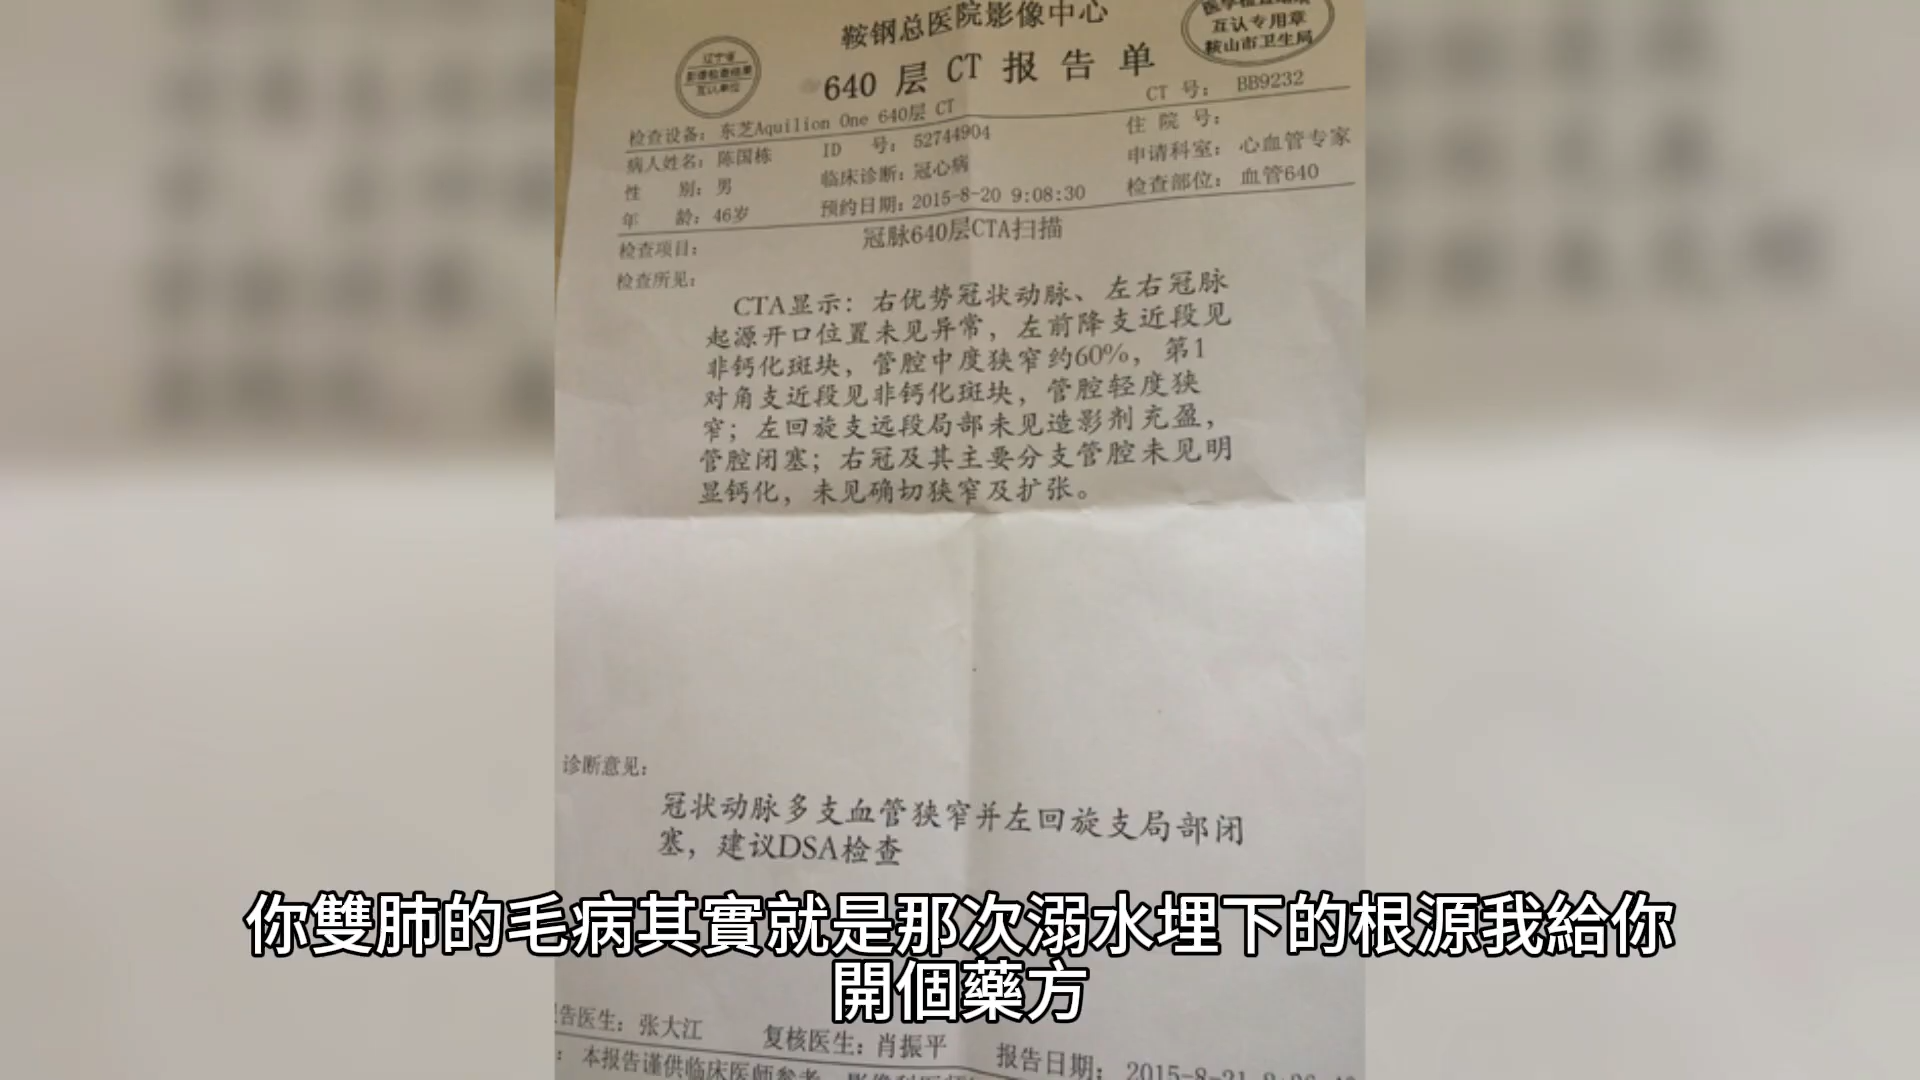 鞍钢总医院影像中心
640 层 CT 报 告 单
辽宁省
影像检查结果
互认单位
互认专用章
鞍山市卫生局
CT 号： BB9232
检查设备：东芝Aquilion One 640层 CT
住 院 号：
病人姓名：陈国栋 ID 号：52744904
申请科室：心血管专家
性 别：男 临床诊断：冠心病
检查部位：血管640
年 龄：46岁 预约日期：2015-8-20 9:08:30
检查项目： 冠脉640层CTA扫描
检查所见：
CTA显示：右优势冠状动脉、左右冠脉
起源开口位置未见异常，左前降支近段见
非钙化斑块，管腔中度狭窄约60%，第1
对角支近段见非钙化斑块，管腔轻度狭
窄；左回旋支远段局部未见造影剂充盈，
管腔闭塞；右冠及其主要分支管腔未见明
显钙化，未见确切狭窄及扩张。
诊断意见：
冠状动脉多支血管狭窄并左回旋支局部闭
塞，建议DSA检查
你雙肺的毛病其實就是那次溺水埋下的根源我給你
開個藥方
告医生：张大江 复核医生：肖振平 报告日期：2015-8-21
：本报告谨供临床医师参考